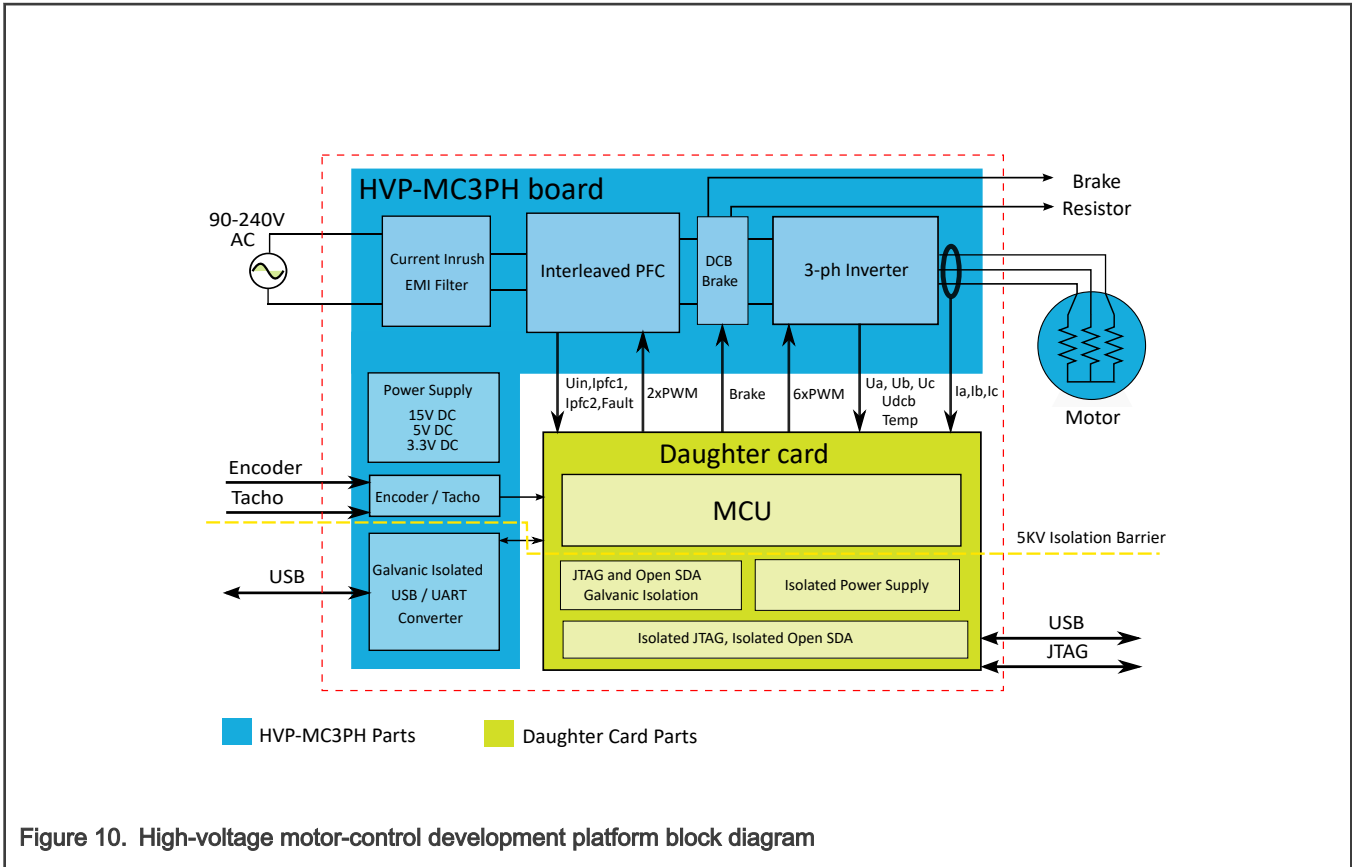 HVP-MC3PH board
90-240V
AC
Current Inrush
EMI Filter
Interleaved PFC
DCB
Brake
3-ph Inverter
Brake
Resistor
Motor
Uin,Ipfc1,
Ipfc2,Fault
2xPWM
Brake
6xPWM
Ua, Ub, Uc
Udcb
Temp
Ia,Ib,Ic
Power Supply
15V DC
5V DC
3.3V DC
Encoder
Tacho
Encoder / Tacho
Daughter card
MCU
5KV Isolation Barrier
USB
Galvanic Isolated
USB / UART
Converter
JTAG and Open SDA
Galvanic Isolation
Isolated Power Supply
Isolated JTAG, Isolated Open SDA
USB
JTAG
HVP-MC3PH Parts
Daughter Card Parts
Figure 10. High-voltage motor-control development platform block diagram